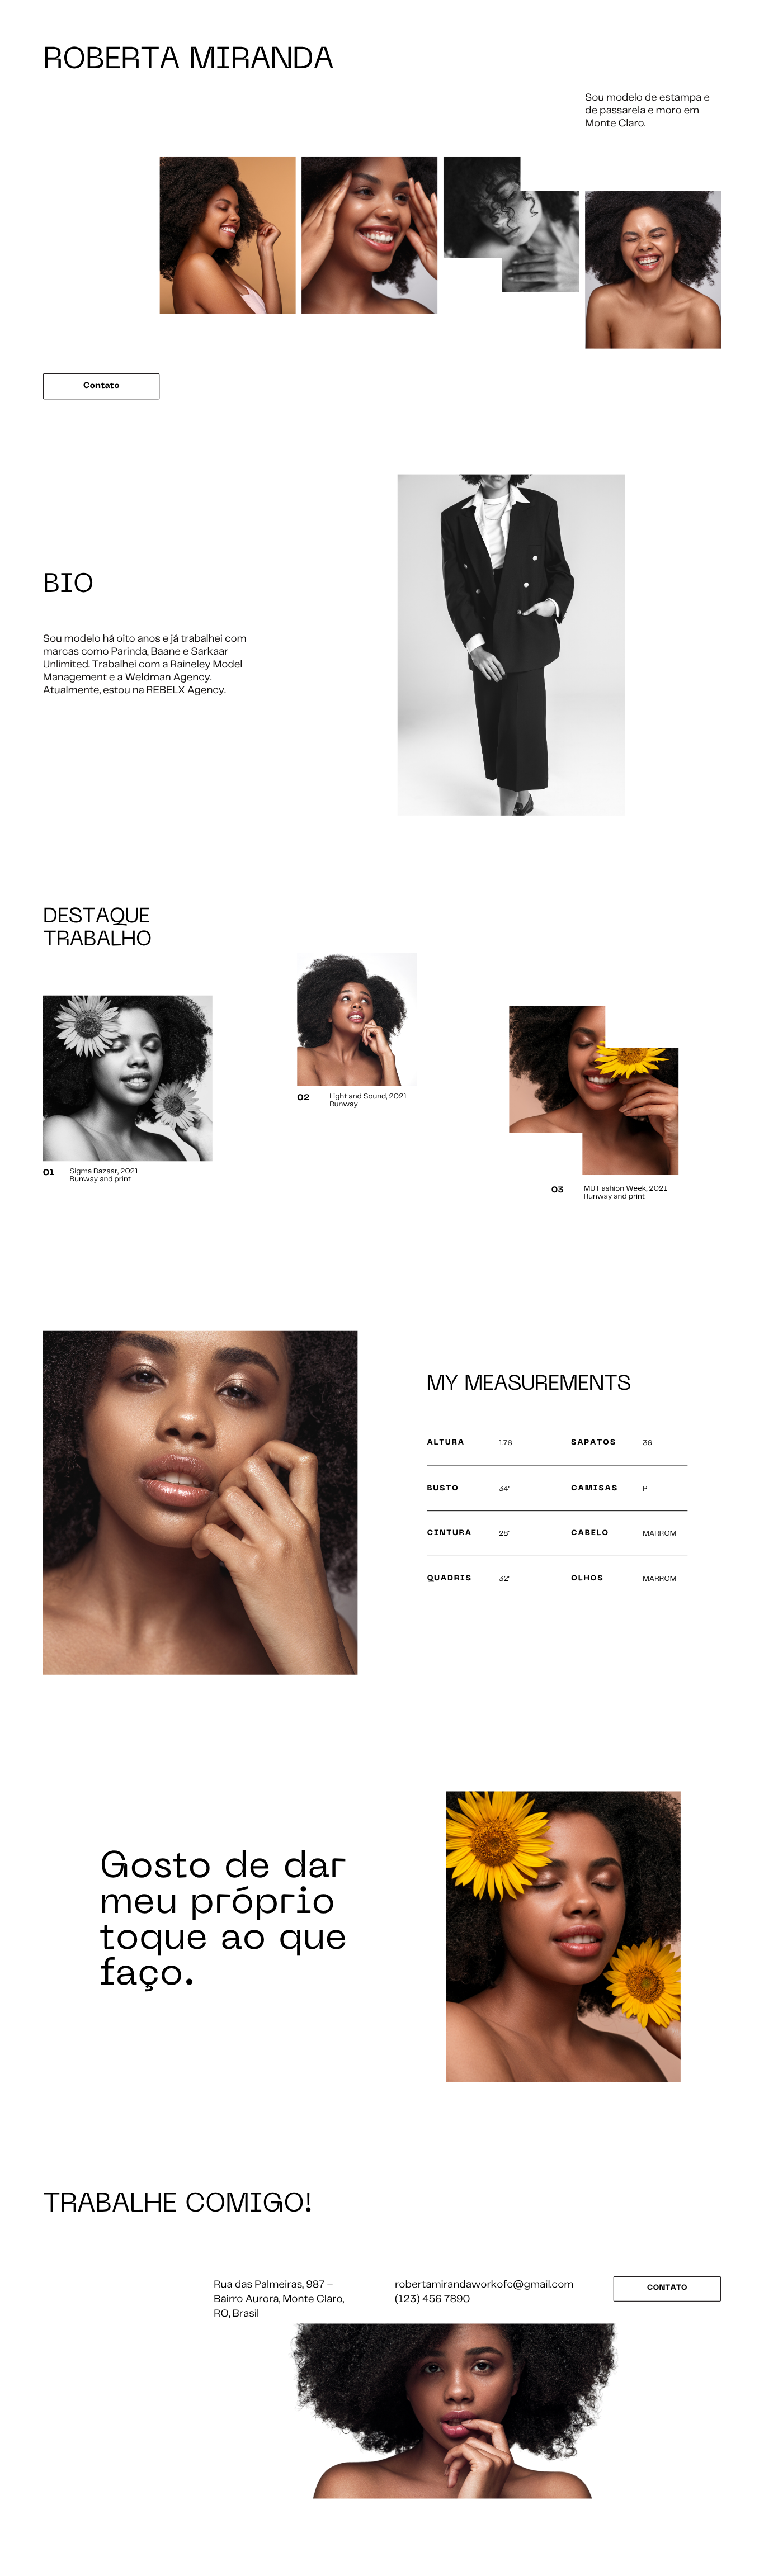 ROBERTA MIRANDA
Sou modelo de estampa e
de passarela e moro em
Monte Claro.
Contato
BIO
Sou modelo há oito anos e já trabalhei com
marcas como Parinda, Baane e Sarkaar
Unlimited. Trabalhei com a Raineley Model
Management e a Weldman Agency.
Atualmente, estou na REBELX Agency.
DESTAQUE
TRABALHO
02 Light and Sound, 2021
Runway
01 Sigma Bazaar, 2021
Runway and print
03 MU Fashion Week, 2021
Runway and print
MY MEASUREMENTS
ALTURA 1,76 SAPATOS 36
BUSTO 34" CAMISAS P
CINTURA 28" CABELO MARROM
QUADRIS 32" OLHOS MARROM
Gosto de dar
meu próprio
toque ao que
faço.
TRABALHE COMIGO!
Rua das Palmeiras, 987 –
Bairro Aurora, Monte Claro,
RO, Brasil
robertamirandaworkofc@gmail.com
(123) 456 7890
CONTATO